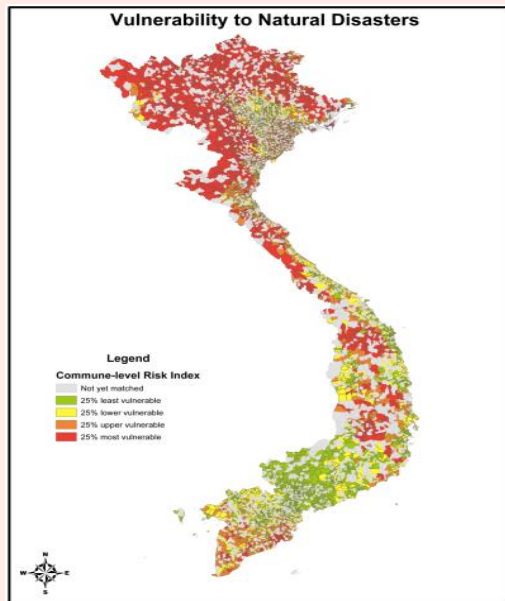 Vulnerability to Natural Disasters
Legend
Commune-level Risk Index
Not yet matched
25% least vulnerable
25% lower vulnerable
25% upper vulnerable
25% most vulnerable
N
W E
S